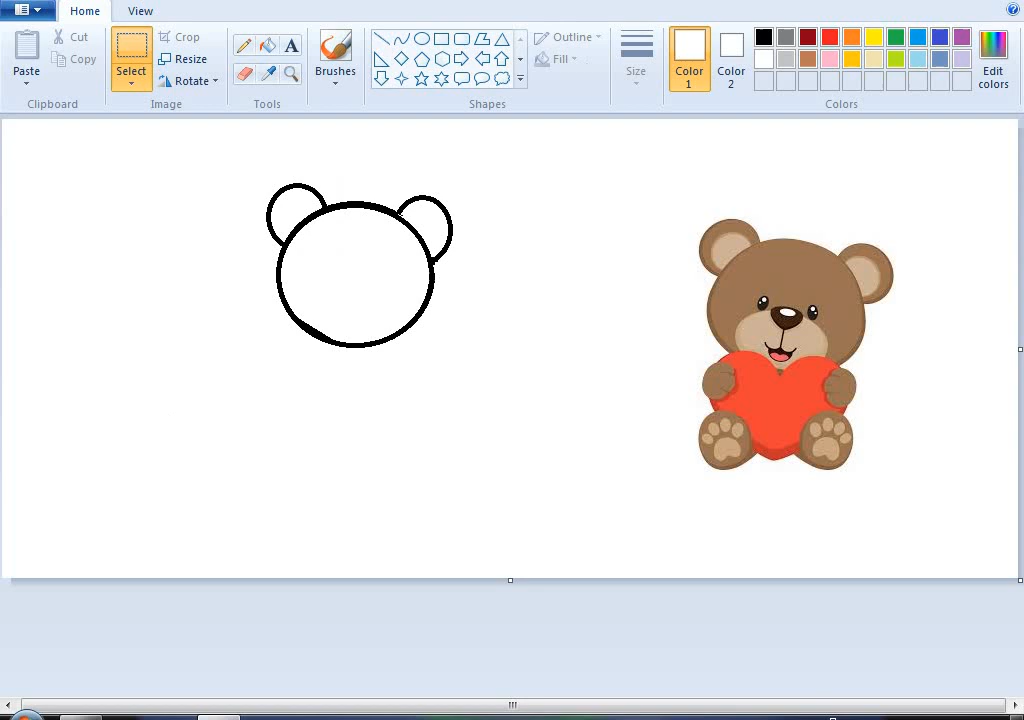 Home View
Paste Cut Copy
Clipboard
Select Crop Resize Rotate
Image
A
Tools
Brushes
Shapes
Outline Fill
Size
Color 1 Color 2
Edit colors
Colors